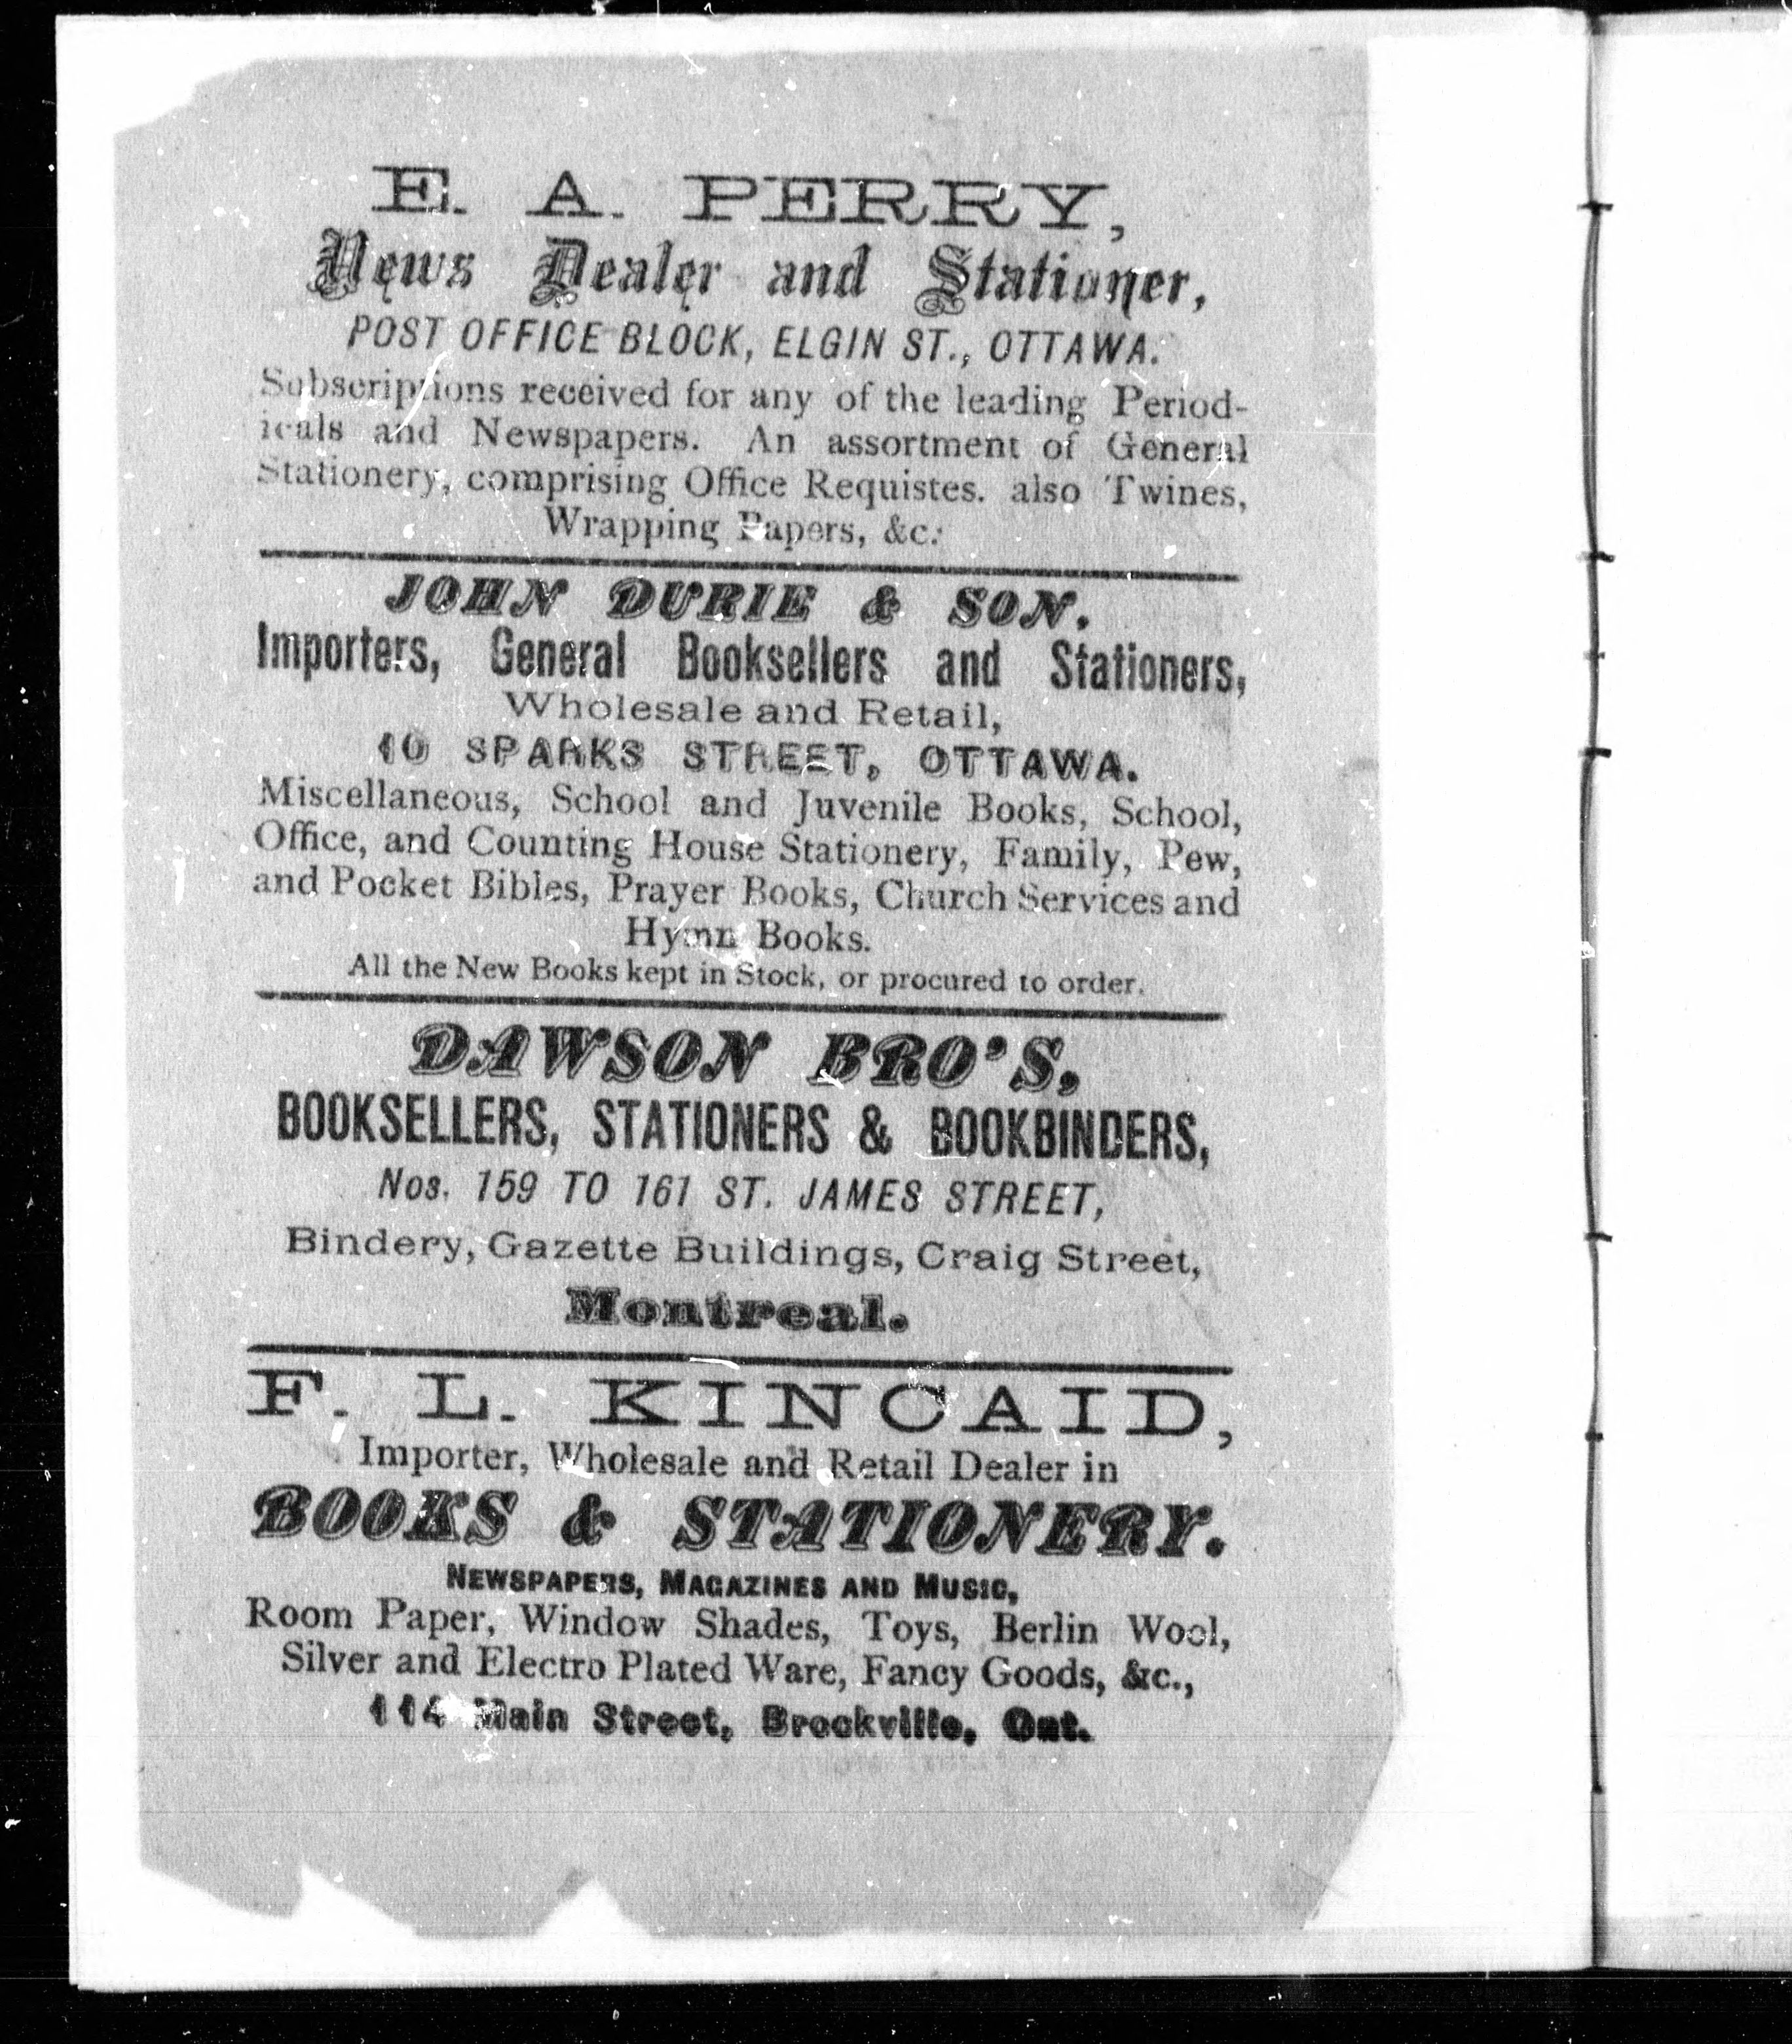 E. A. PERRY,
News Dealer and Stationer,
POST OFFICE BLOCK, ELGIN ST., OTTAWA.
Subscriptions received for any of the leading Period-
icals and Newspapers. An assortment of General
Stationery, comprising Office Requistes. also Twines,
Wrapping Papers, &c.
JOHN DURIE & SON.
Importers, General Booksellers and Stationers,
Wholesale and Retail,
10 SPARKS STREET, OTTAWA.
Miscellaneous, School and Juvenile Books, School,
Office, and Counting House Stationery, Family, Pew,
and Pocket Bibles, Prayer Books, Church Services and
Hymn Books.
All the New Books kept in Stock, or procured to order.
DAWSON BRO'S,
BOOKSELLERS, STATIONERS & BOOKBINDERS,
Nos. 159 TO 161 ST. JAMES STREET,
Bindery, Gazette Buildings, Craig Street,
Montreal.
F. L. KINCAID,
Importer, Wholesale and Retail Dealer in
BOOKS & STATIONERY.
NEWSPAPERS, MAGAZINES AND MUSIC,
Room Paper, Window Shades, Toys, Berlin Wool,
Silver and Electro Plated Ware, Fancy Goods, &c.,
114 Main Street, Brockville, Ont.